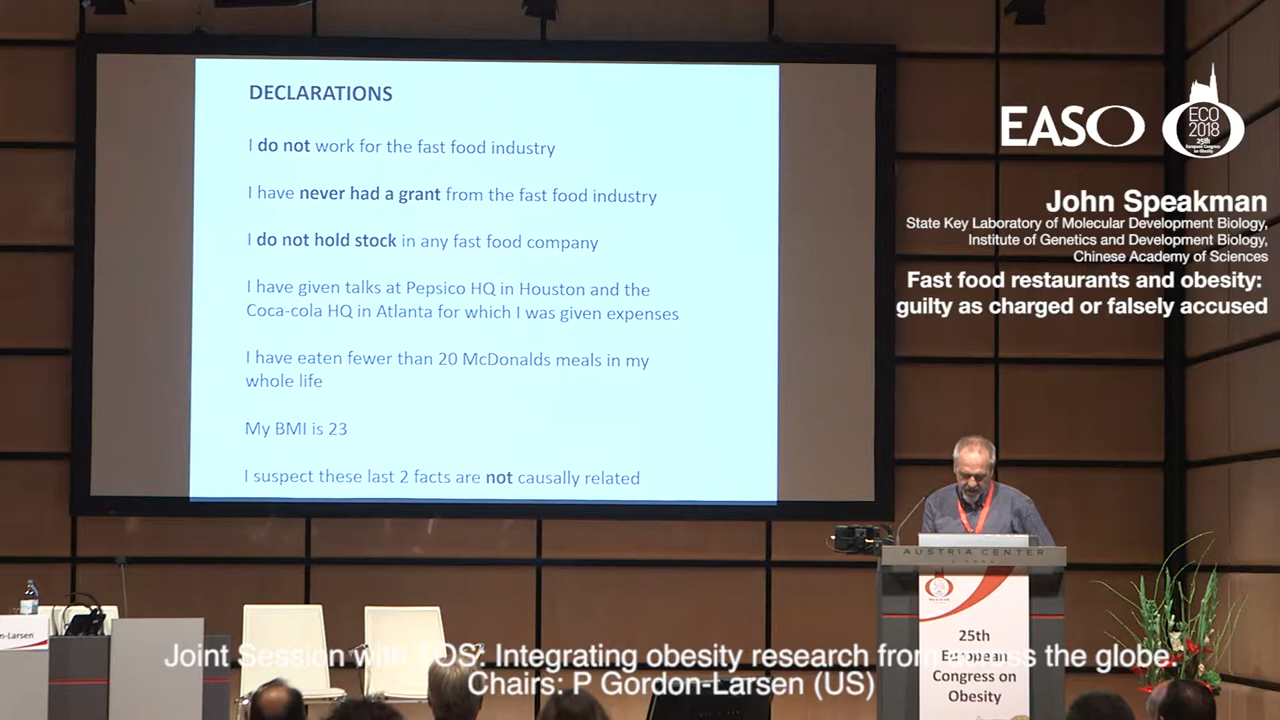 DECLARATIONS
I do not work for the fast food industry
I have never had a grant from the fast food industry
I do not hold stock in any fast food company
I have given talks at Pepsico HQ in Houston and the
Coca-cola HQ in Atlanta for which I was given expenses
I have eaten fewer than 20 McDonalds meals in my
whole life
My BMI is 23
I suspect these last 2 facts are not causally related
EASO
ECO
2018
25th
European Congress
on Obesity
John Speakman
State Key Laboratory of Molecular Development Biology,
Institute of Genetics and Development Biology,
Chinese Academy of Sciences
Fast food restaurants and obesity:
guilty as charged or falsely accused
AUSTRIA CENTER
25th
European
Congress on
Obesity
n-Larsen
Joint Session with TOS: Integrating obesity research from across the globe.
Chairs: P Gordon-Larsen (US)